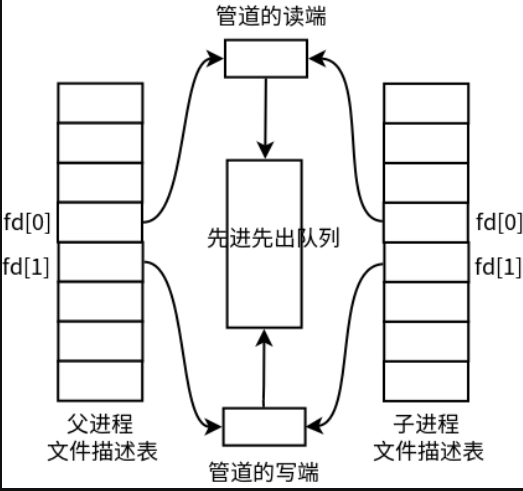 管道的读端
fd[0]
fd[0]
先进先出队列
fd[1]
fd[1]
父进程
文件描述表
子进程
文件描述表
管道的写端